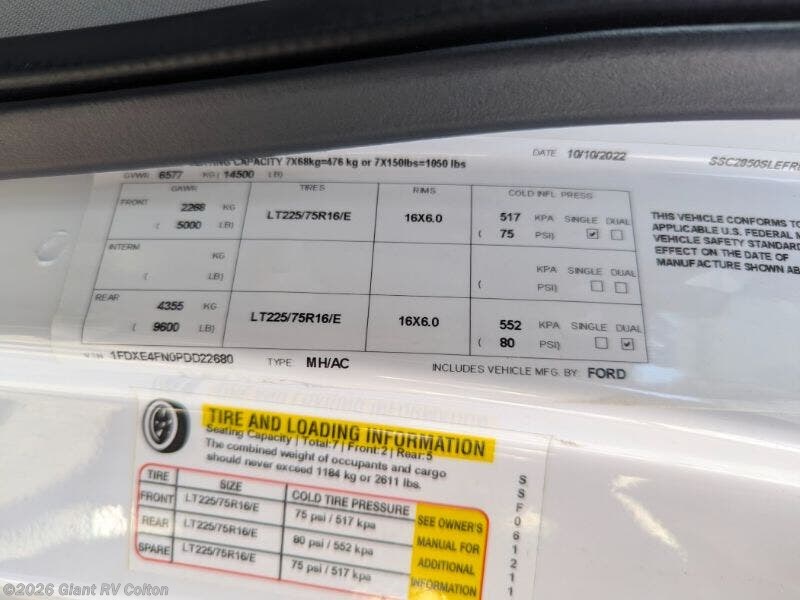 CAPACITY 7X68kg=476 kg or 7X150lbs=1050 lbs
DATE 10/10/2022
GVWR 6577 KG ( 14500 LB)
GAWR TIRES RIMS COLD INFL PRESS
FRONT 2268 KG LT225/75R16/E 16X6.0 517 KPA SINGLE DUAL
( 5000 LB) ( 75 PSI) ☑ ☐
INTERM KG KPA SINGLE DUAL
( LB) ( PSI) ☐ ☐
REAR 4355 KG LT225/75R16/E 16X6.0 552 KPA SINGLE DUAL
( 9600 LB) ( 80 PSI) ☐ ☑
1FDXE4FN0PDD22680 TYPE MH/AC INCLUDES VEHICLE MFG. BY: FORD
THIS VEHICLE CONFORMS TO
APPLICABLE U.S. FEDERAL
VEHICLE SAFETY STANDARD
EFFECT ON THE DATE OF
MANUFACTURE SHOWN
TIRE AND LOADING INFORMATION
Seating Capacity | Total:7 | Front:2 | Rear:5
The combined weight of occupants and cargo
should never exceed 1184 kg or 2611 lbs.
TIRE SIZE COLD TIRE PRESSURE
FRONT LT225/75R16/E 75 psi / 517 kpa
REAR LT225/75R16/E 80 psi / 552 kpa
SPARE LT225/75R16/E 75 psi / 517 kpa
SEE OWNER'S
MANUAL FOR
ADDITIONAL
INFORMATION
SSF061211
©2026 Giant RV Colton